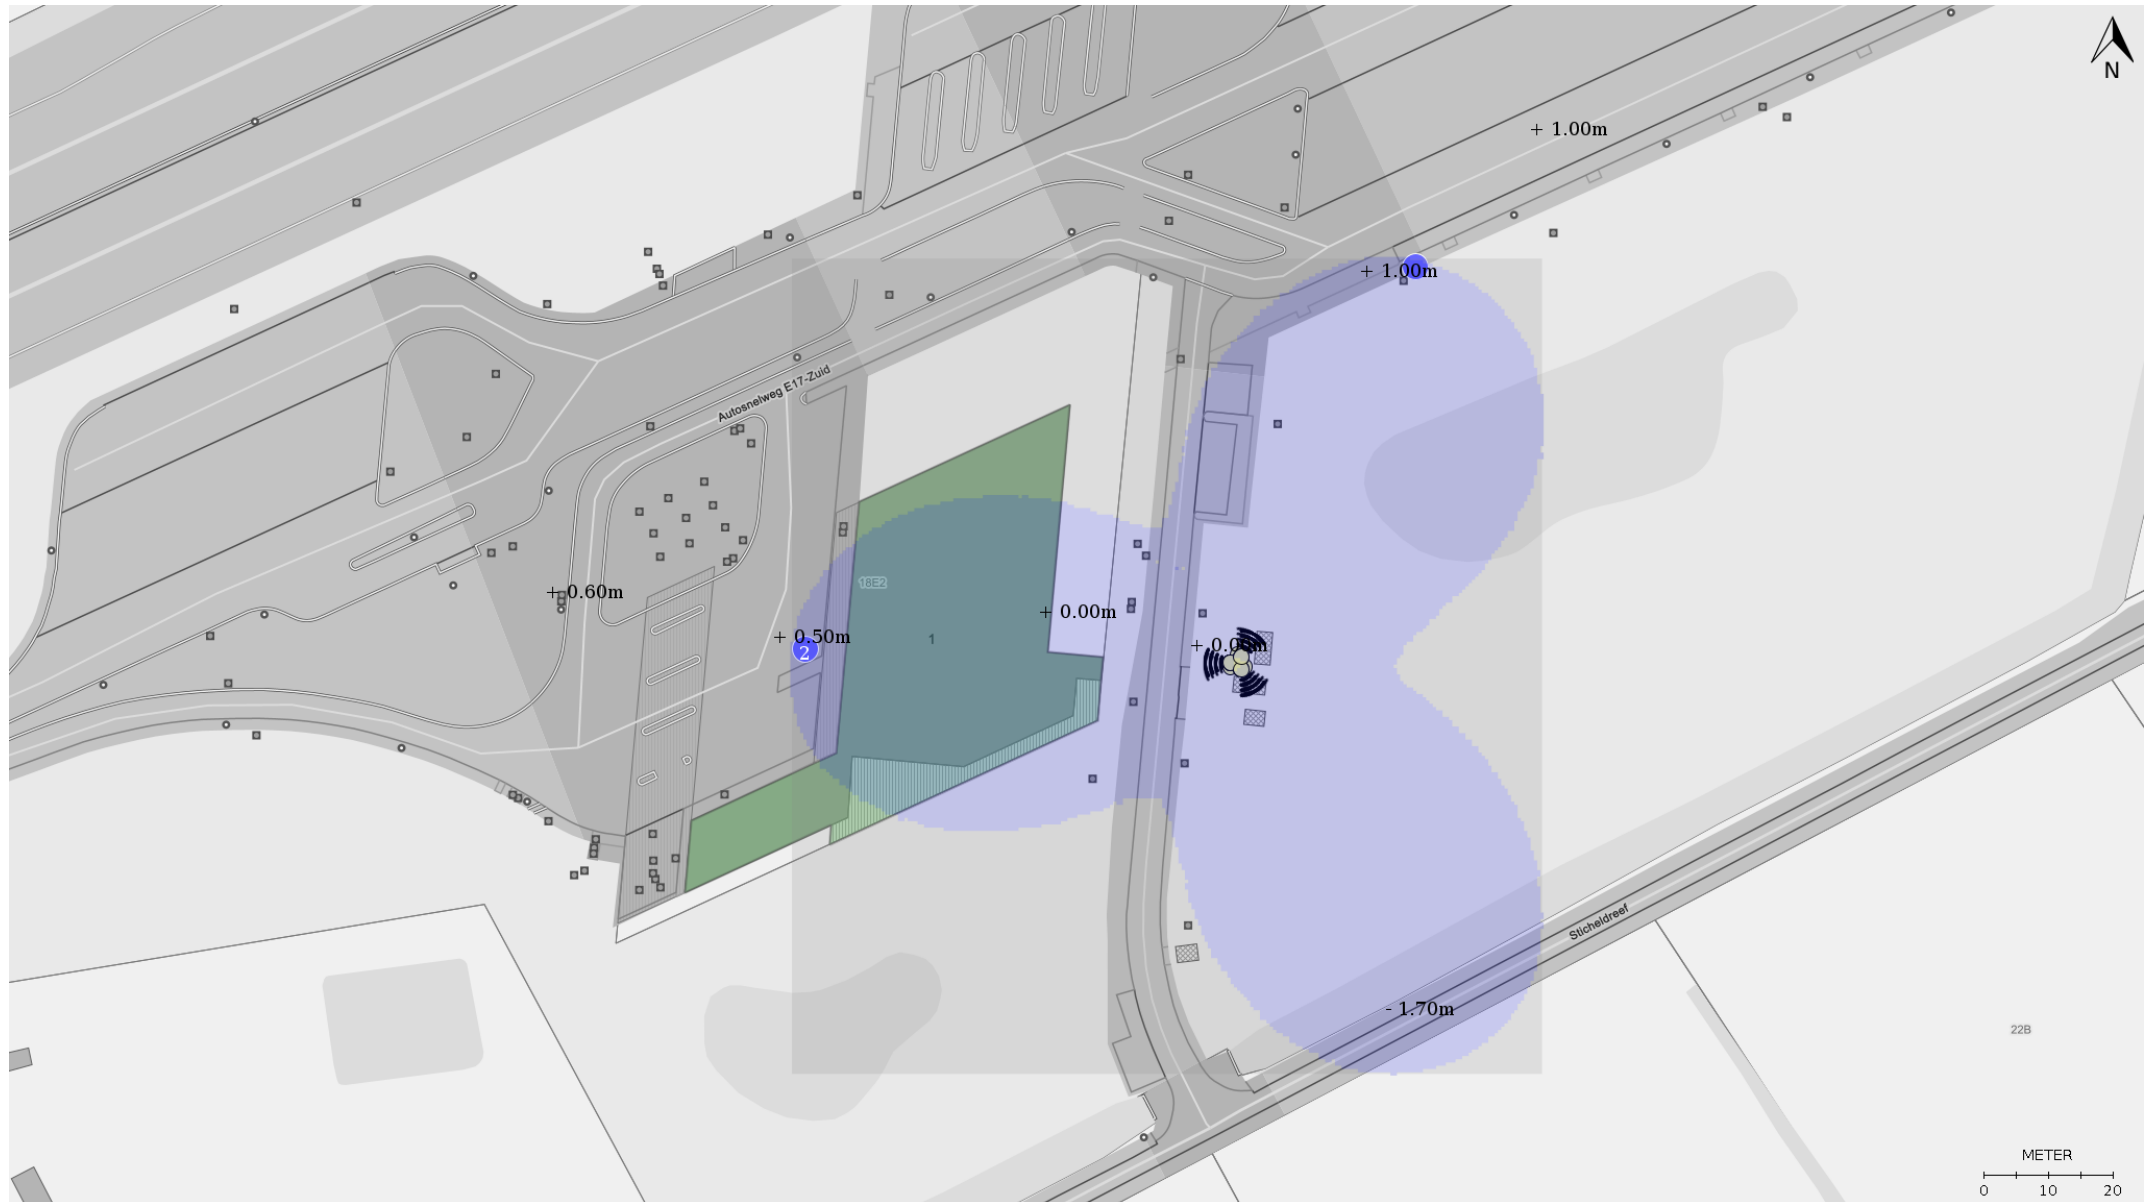 N
+ 1.00m
+ 1.00m
Autosnelweg E17-Zuid
18E2
+ 0.60m
+ 0.00m
+ 0.50m
2
1
Sticheldreef
- 1.70m
22B
METER
0 10 20